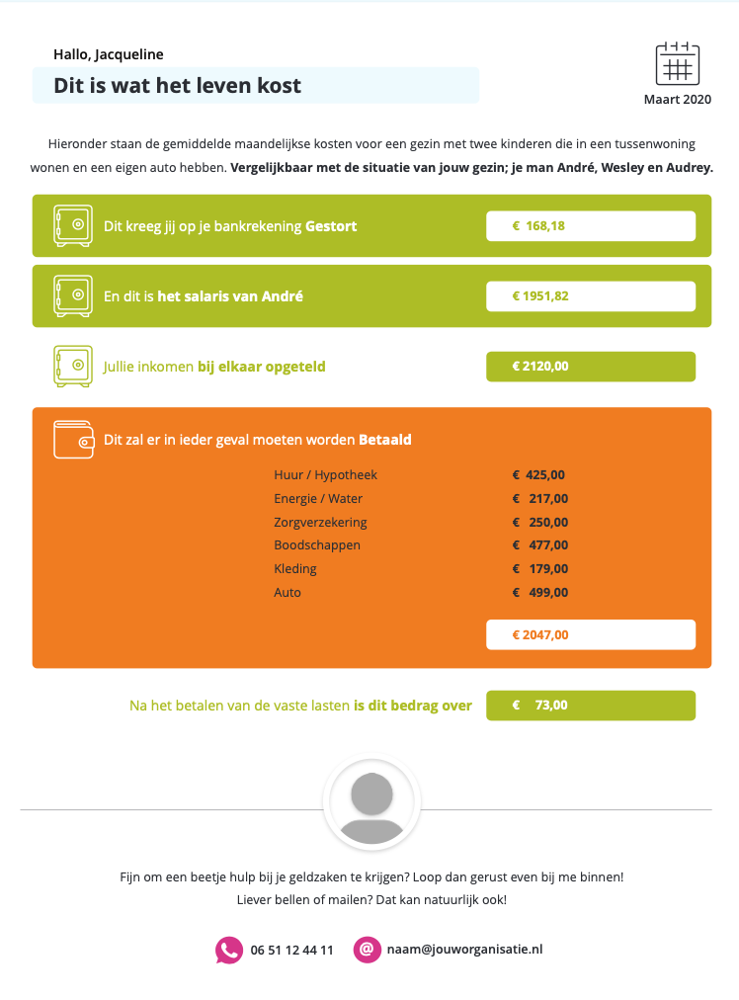 Hallo, Jacqueline
Dit is wat het leven kost
Maart 2020
Hieronder staan de gemiddelde maandelijkse kosten voor een gezin met twee kinderen die in een tussenwoning
wonen en een eigen auto hebben. Vergelijkbaar met de situatie van jouw gezin; je man André, Wesley en Audrey.
Dit kreeg jij op je bankrekening Gestort € 168,18
En dit is het salaris van André € 1951,82
Jullie inkomen bij elkaar opgeteld € 2120,00
Dit zal er in ieder geval moeten worden Betaald
Huur / Hypotheek € 425,00
Energie / Water € 217,00
Zorgverzekering € 250,00
Boodschappen € 477,00
Kleding € 179,00
Auto € 499,00
€ 2047,00
Na het betalen van de vaste lasten is dit bedrag over € 73,00
Fijn om een beetje hulp bij je geldzaken te krijgen? Loop dan gerust even bij me binnen!
Liever bellen of mailen? Dat kan natuurlijk ook!
06 51 12 44 11 @ naam@jouworganisatie.nl